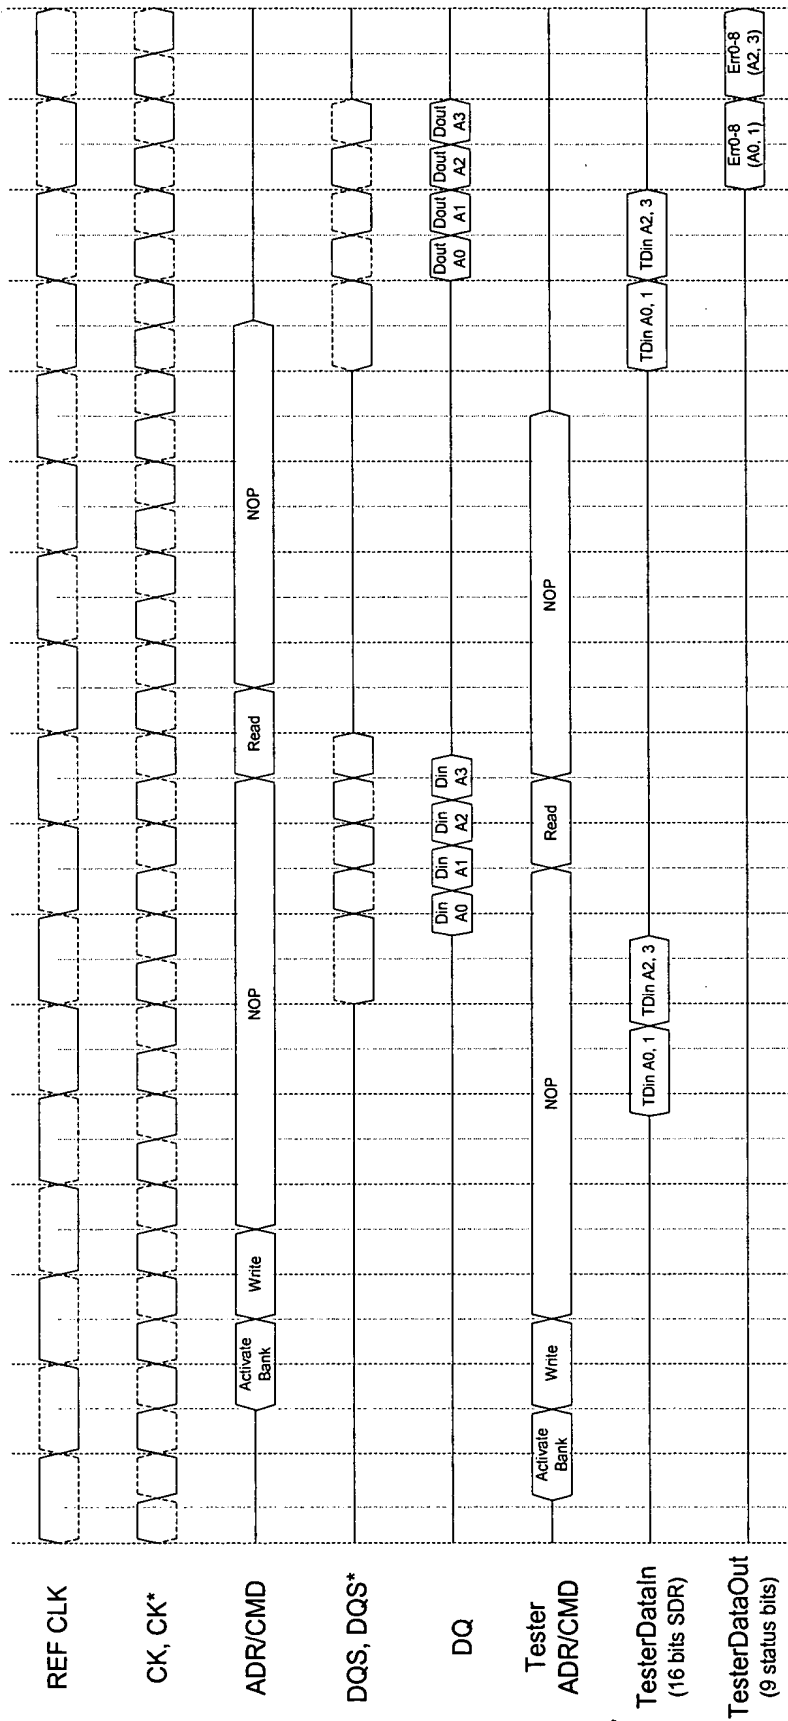 REF CLK
CK, CK*
ADR/CMD
Activate
Bank
Write
NOP
Read
NOP
DQS, DQS*
DQ
Din
A0
Din
A1
Din
A2
Din
A3
Dout
A0
Dout
A1
Dout
A2
Dout
A3
Tester
ADR/CMD
Activate
Bank
Write
NOP
Read
NOP
TesterDataIn
(16 bits SDR)
TDin A0, 1
TDin A2, 3
TDin A0, 1
TDin A2, 3
TesterDataOut
(9 status bits)
Err0-8
(A0, 1)
Err0-8
(A2, 3)